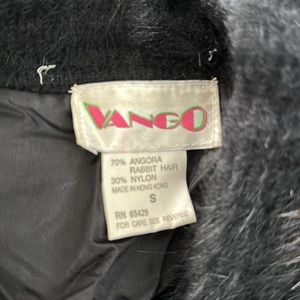 VANGO
70% ANGORA
RABBIT HAIR
30% NYLON
MADE IN HONG KONG
S
RN 65429
FOR CARE SEE REVERSE